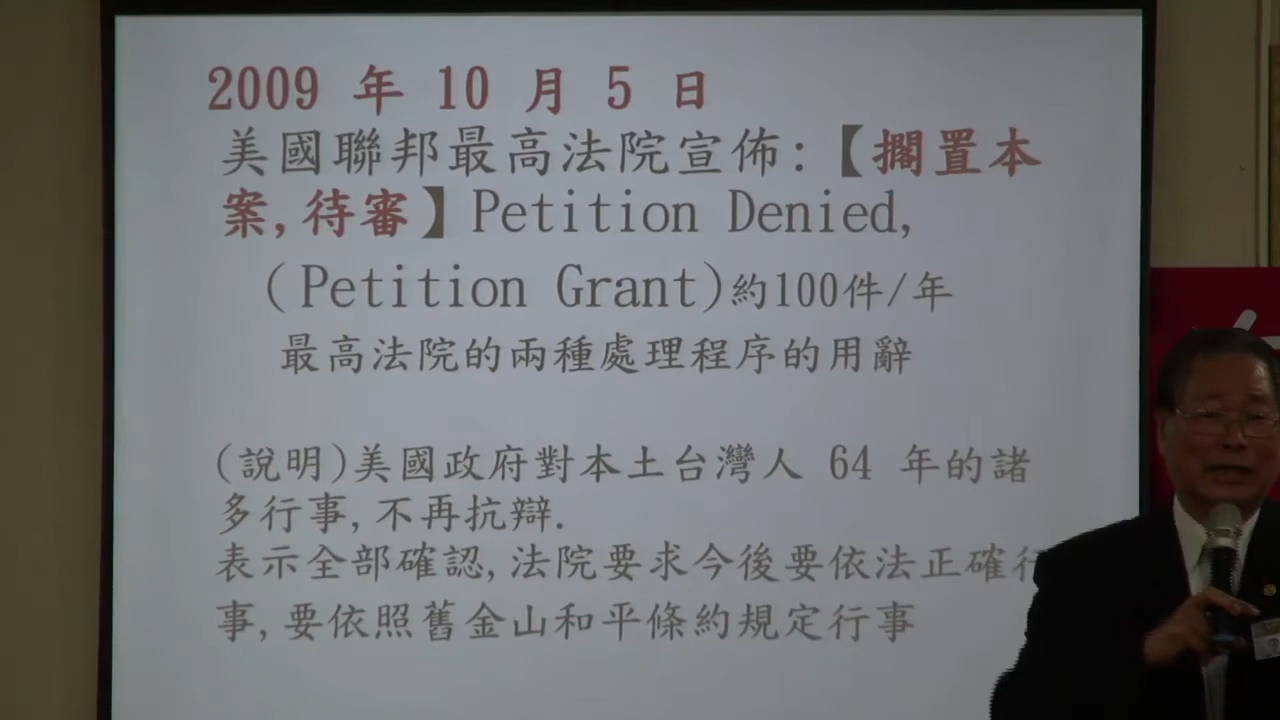 2009 年 10 月 5 日
美國聯邦最高法院宣佈:【擱置本
案,待審】Petition Denied,
(Petition Grant)約100件/年
最高法院的兩種處理程序的用辭
(說明)美國政府對本土台灣人 64 年的諸
多行事,不再抗辯.
表示全部確認,法院要求今後要依法正確行
事,要依照舊金山和平條約規定行事